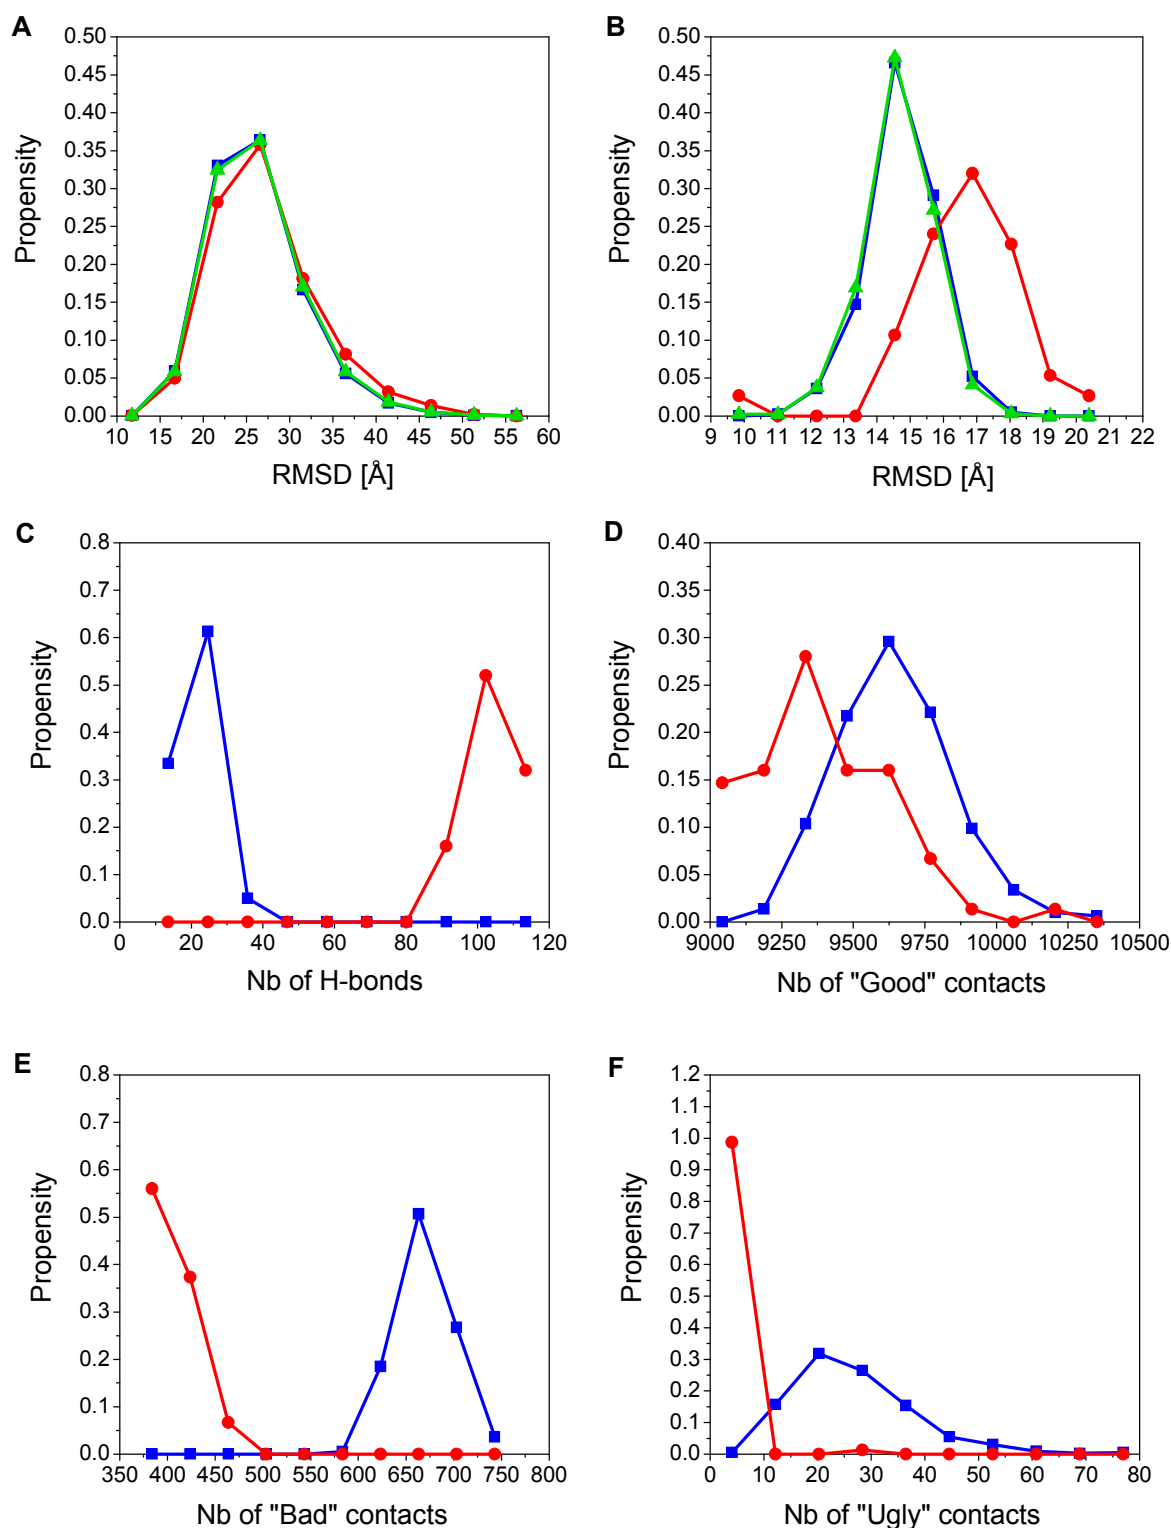 A
0.50
0.45
0.40
0.35
0.30
0.25
0.20
0.15
0.10
0.05
0.00
Propensity
10 15 20 25 30 35 40 45 50 55 60
RMSD [Å]
B
0.50
0.45
0.40
0.35
0.30
0.25
0.20
0.15
0.10
0.05
0.00
Propensity
9 10 11 12 13 14 15 16 17 18 19 20 21 22
RMSD [Å]
C
0.8
0.7
0.6
0.5
0.4
0.3
0.2
0.1
0.0
Propensity
0 20 40 60 80 100 120
Nb of H-bonds
D
0.40
0.35
0.30
0.25
0.20
0.15
0.10
0.05
0.00
Propensity
9000 9250 9500 9750 10000 10250 10500
Nb of "Good" contacts
E
0.8
0.7
0.6
0.5
0.4
0.3
0.2
0.1
0.0
Propensity
350 400 450 500 550 600 650 700 750 800
Nb of "Bad" contacts
F
1.2
1.1
1.0
0.9
0.8
0.7
0.6
0.5
0.4
0.3
0.2
0.1
0.0
Propensity
0 10 20 30 40 50 60 70 80
Nb of "Ugly" contacts